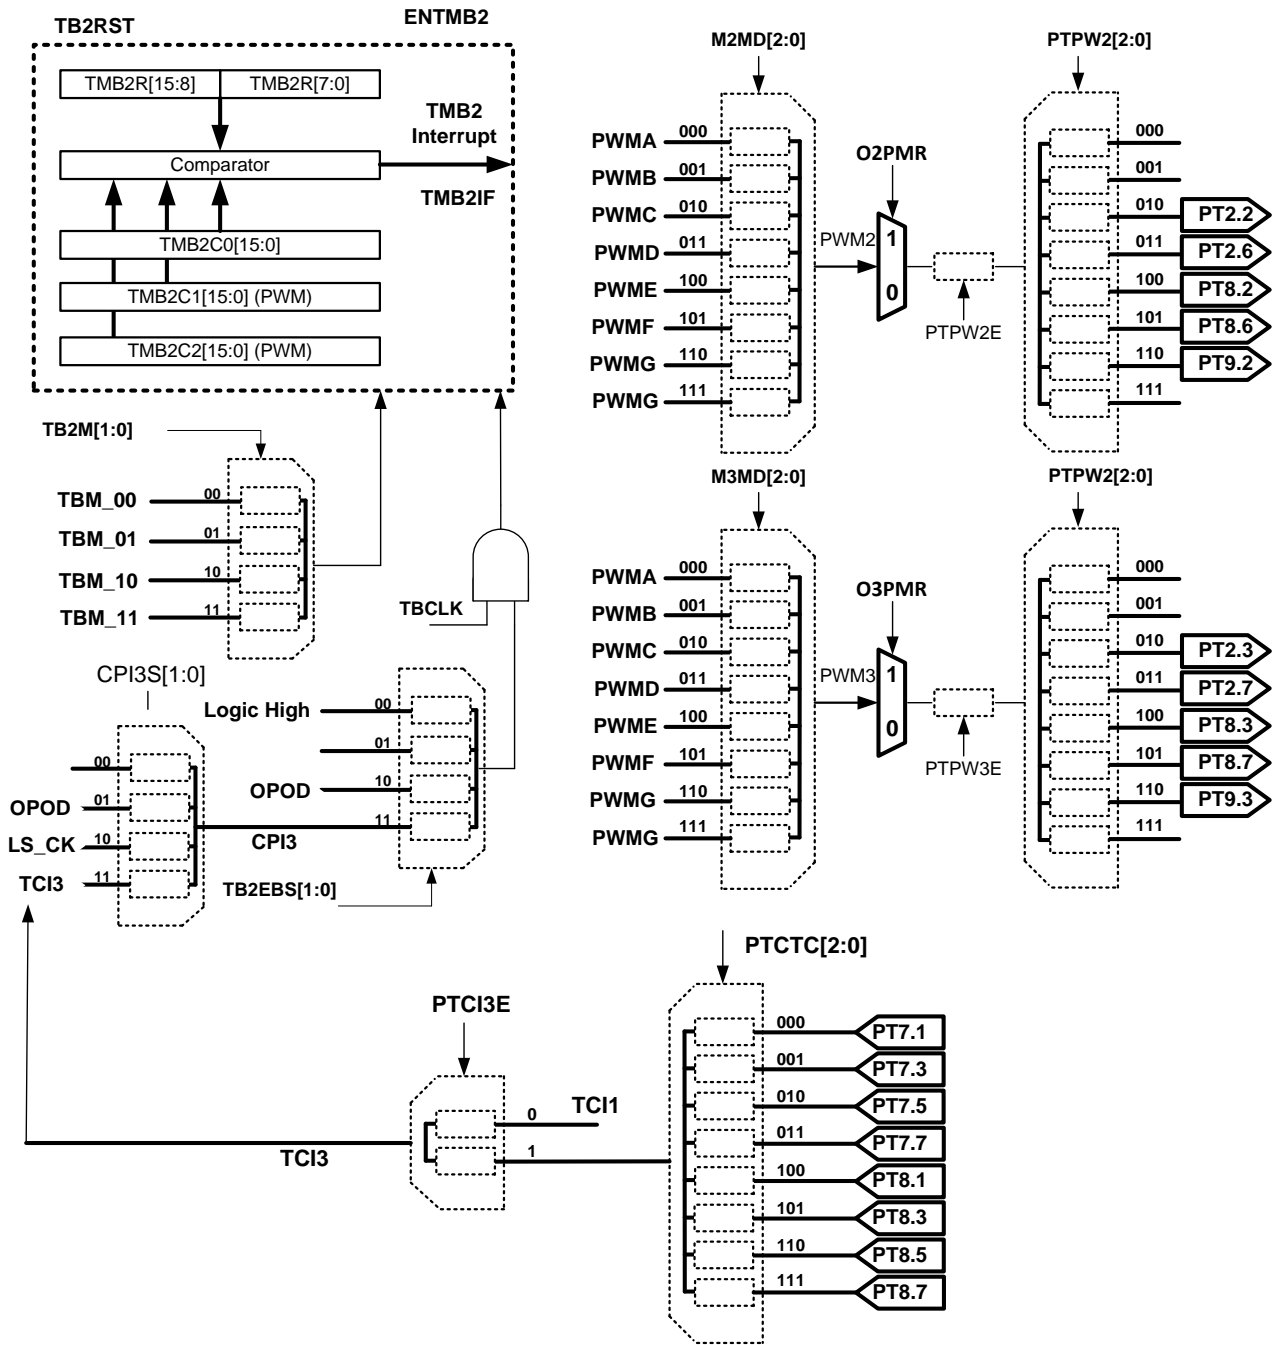 TB2RST
ENTMB2
TMB2R[15:8]
TMB2R[7:0]
TMB2
Interrupt
Comparator
TMB2IF
TMB2C0[15:0]
TMB2C1[15:0] (PWM)
TMB2C2[15:0] (PWM)
TB2M[1:0]
TBM_00
00
TBM_01
01
TBM_10
10
TBM_11
11
TBCLK
CPI3S[1:0]
00
OPOD
01
LS_CK
10
TCI3
11
CPI3
Logic High
00
01
OPOD
10
11
TB2EBS[1:0]
M2MD[2:0]
PWMA
000
PWMB
001
PWMC
010
PWMD
011
PWME
100
PWMF
101
PWMG
110
PWMG
111
O2PMR
PWM2
1
0
PTPW2E
PTPW2[2:0]
000
001
010
PT2.2
011
PT2.6
100
PT8.2
101
PT8.6
110
PT9.2
111
M3MD[2:0]
PWMA
000
PWMB
001
PWMC
010
PWMD
011
PWME
100
PWMF
101
PWMG
110
PWMG
111
O3PMR
PWM3
1
0
PTPW3E
PTPW2[2:0]
000
001
010
PT2.3
011
PT2.7
100
PT8.3
101
PT8.7
110
PT9.3
111
PTCTC[2:0]
PTCI3E
0
TCI1
1
TCI3
000
PT7.1
001
PT7.3
010
PT7.5
011
PT7.7
100
PT8.1
101
PT8.3
110
PT8.5
111
PT8.7